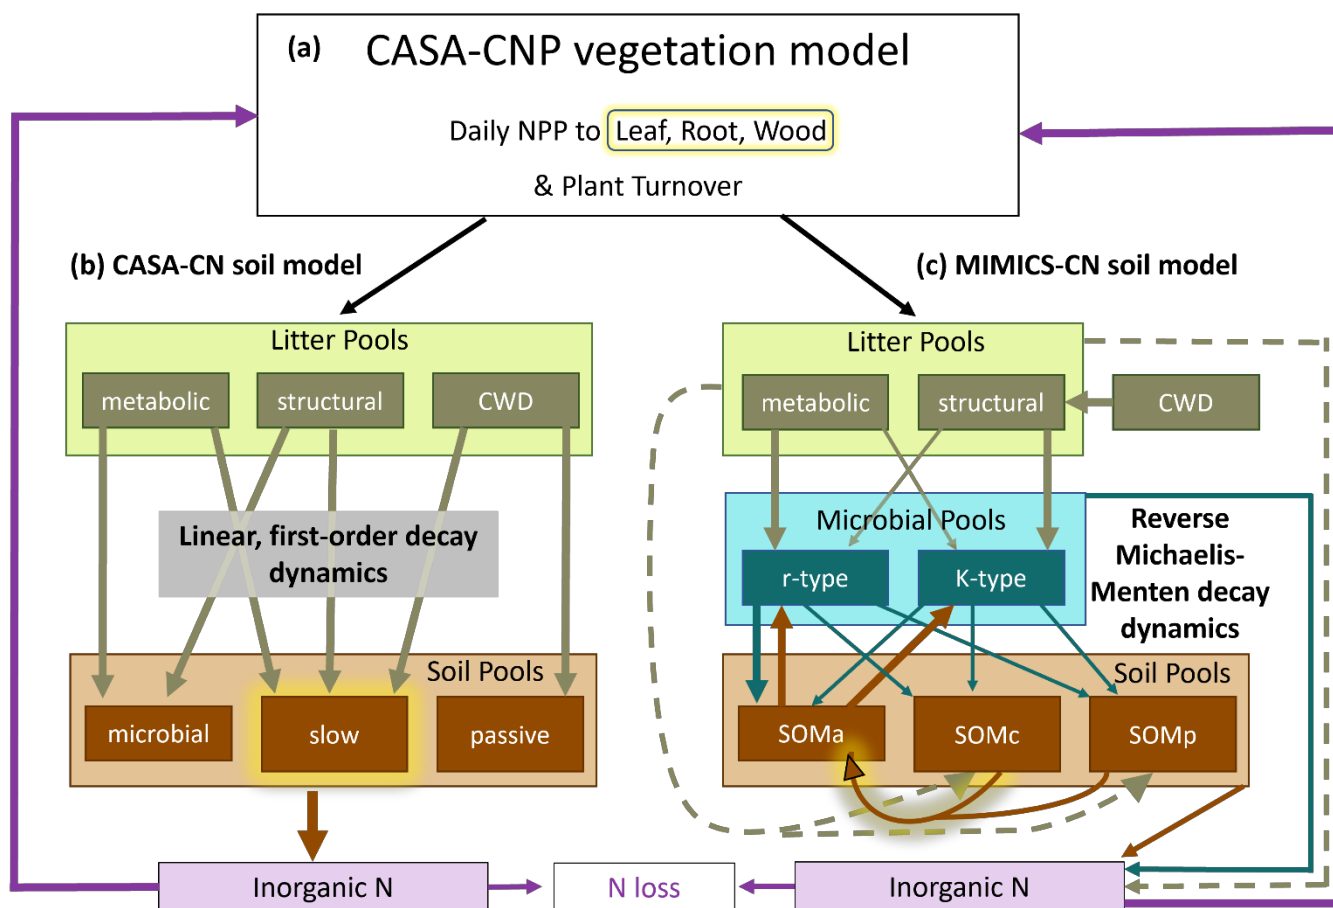 (a) CASA-CNP vegetation model
Daily NPP to Leaf, Root, Wood
& Plant Turnover
(b) CASA-CN soil model
Litter Pools
metabolic
structural
CWD
Linear, first-order decay
dynamics
Soil Pools
microbial
slow
passive
Inorganic N
N loss
(c) MIMICS-CN soil model
Litter Pools
metabolic
structural
CWD
Microbial Pools
r-type
K-type
Reverse
Michaelis-
Menten decay
dynamics
Soil Pools
SOMa
SOMc
SOMp
Inorganic N